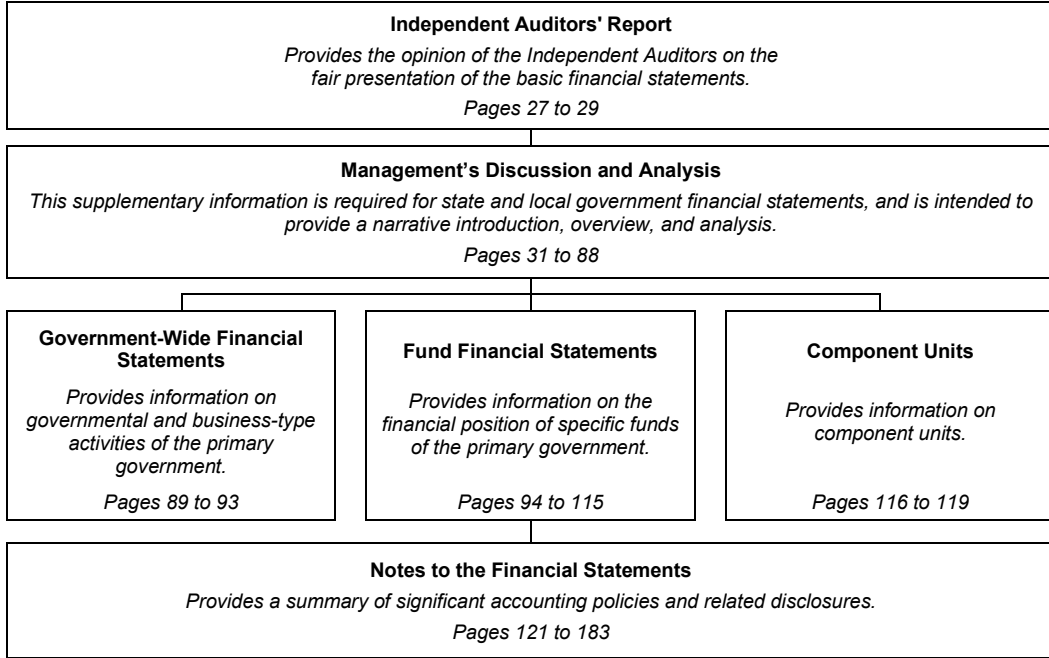 Independent Auditors' Report
Provides the opinion of the Independent Auditors on the
fair presentation of the basic financial statements.
Pages 27 to 29
Management’s Discussion and Analysis
This supplementary information is required for state and local government financial statements, and is intended to
provide a narrative introduction, overview, and analysis.
Pages 31 to 88
Government-Wide Financial
Statements
Provides information on
governmental and business-type
activities of the primary
government.
Pages 89 to 93
Fund Financial Statements
Provides information on the
financial position of specific funds
of the primary government.
Pages 94 to 115
Component Units
Provides information on
component units.
Pages 116 to 119
Notes to the Financial Statements
Provides a summary of significant accounting policies and related disclosures.
Pages 121 to 183